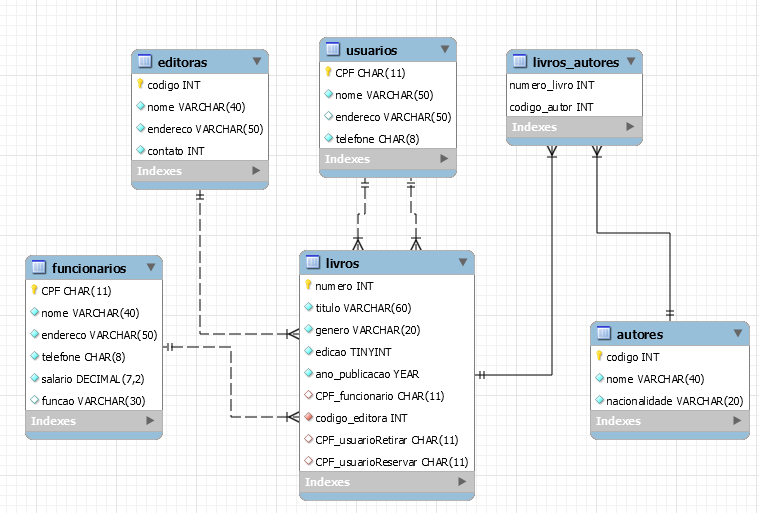 editoras
codigo INT
nome VARCHAR(40)
endereco VARCHAR(50)
contato INT
Indexes
usuarios
CPF CHAR(11)
nome VARCHAR(50)
endereco VARCHAR(50)
telefone CHAR(8)
Indexes
livros_autores
numero_livro INT
codigo_autor INT
Indexes
funcionarios
CPF CHAR(11)
nome VARCHAR(40)
endereco VARCHAR(50)
telefone CHAR(8)
salario DECIMAL(7,2)
funcao VARCHAR(30)
Indexes
livros
numero INT
titulo VARCHAR(60)
genero VARCHAR(20)
edicao TINYINT
ano_publicacao YEAR
CPF_funcionario CHAR(11)
codigo_editora INT
CPF_usuarioRetirar CHAR(11)
CPF_usuarioReservar CHAR(11)
Indexes
autores
codigo INT
nome VARCHAR(40)
nacionalidade VARCHAR(20)
Indexes